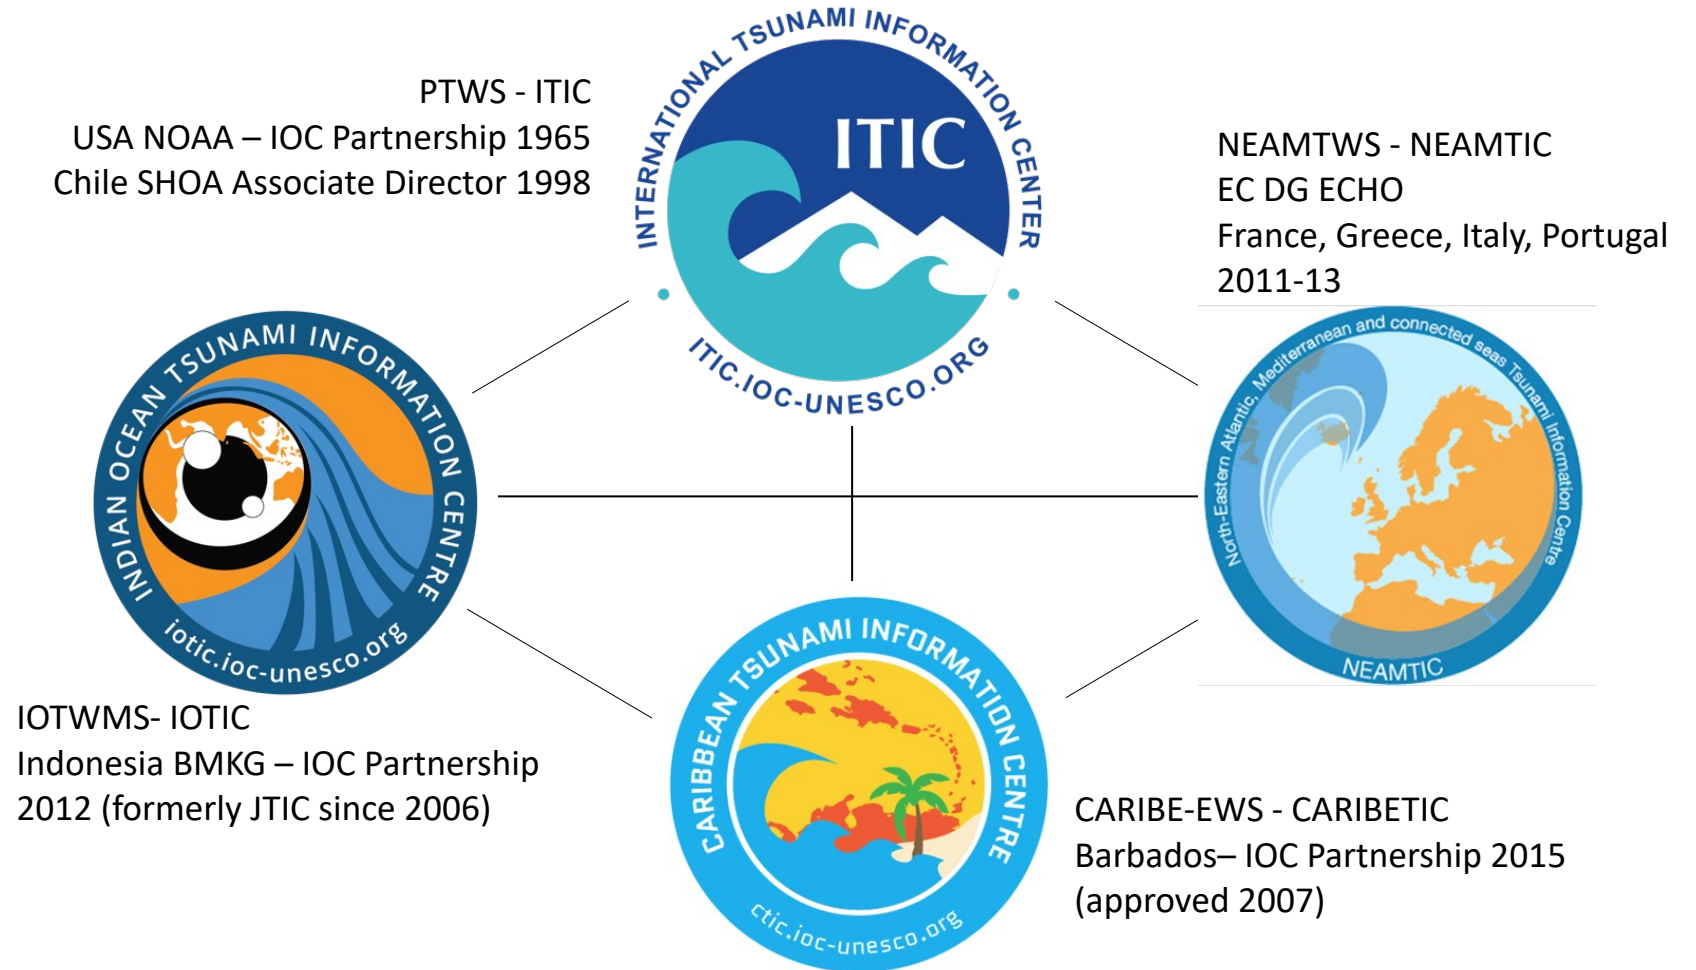 PTWS - ITIC
USA NOAA – IOC Partnership 1965
Chile SHOA Associate Director 1998
INTERNATIONAL TSUNAMI INFORMATION CENTER
ITIC
ITIC.IOC-UNESCO.ORG
NEAMTWS - NEAMTIC
EC DG ECHO
France, Greece, Italy, Portugal
2011-13
North-Eastern Atlantic, Mediterranean and connected seas Tsunami Information Centre
NEAMTIC
INDIAN OCEAN TSUNAMI INFORMATION CENTRE
iotic.ioc-unesco.org
IOTWMS- IOTIC
Indonesia BMKG – IOC Partnership
2012 (formerly JTIC since 2006)
CARIBBEAN TSUNAMI INFORMATION CENTRE
ctic.ioc-unesco.org
CARIBE-EWS - CARIBETIC
Barbados– IOC Partnership 2015
(approved 2007)